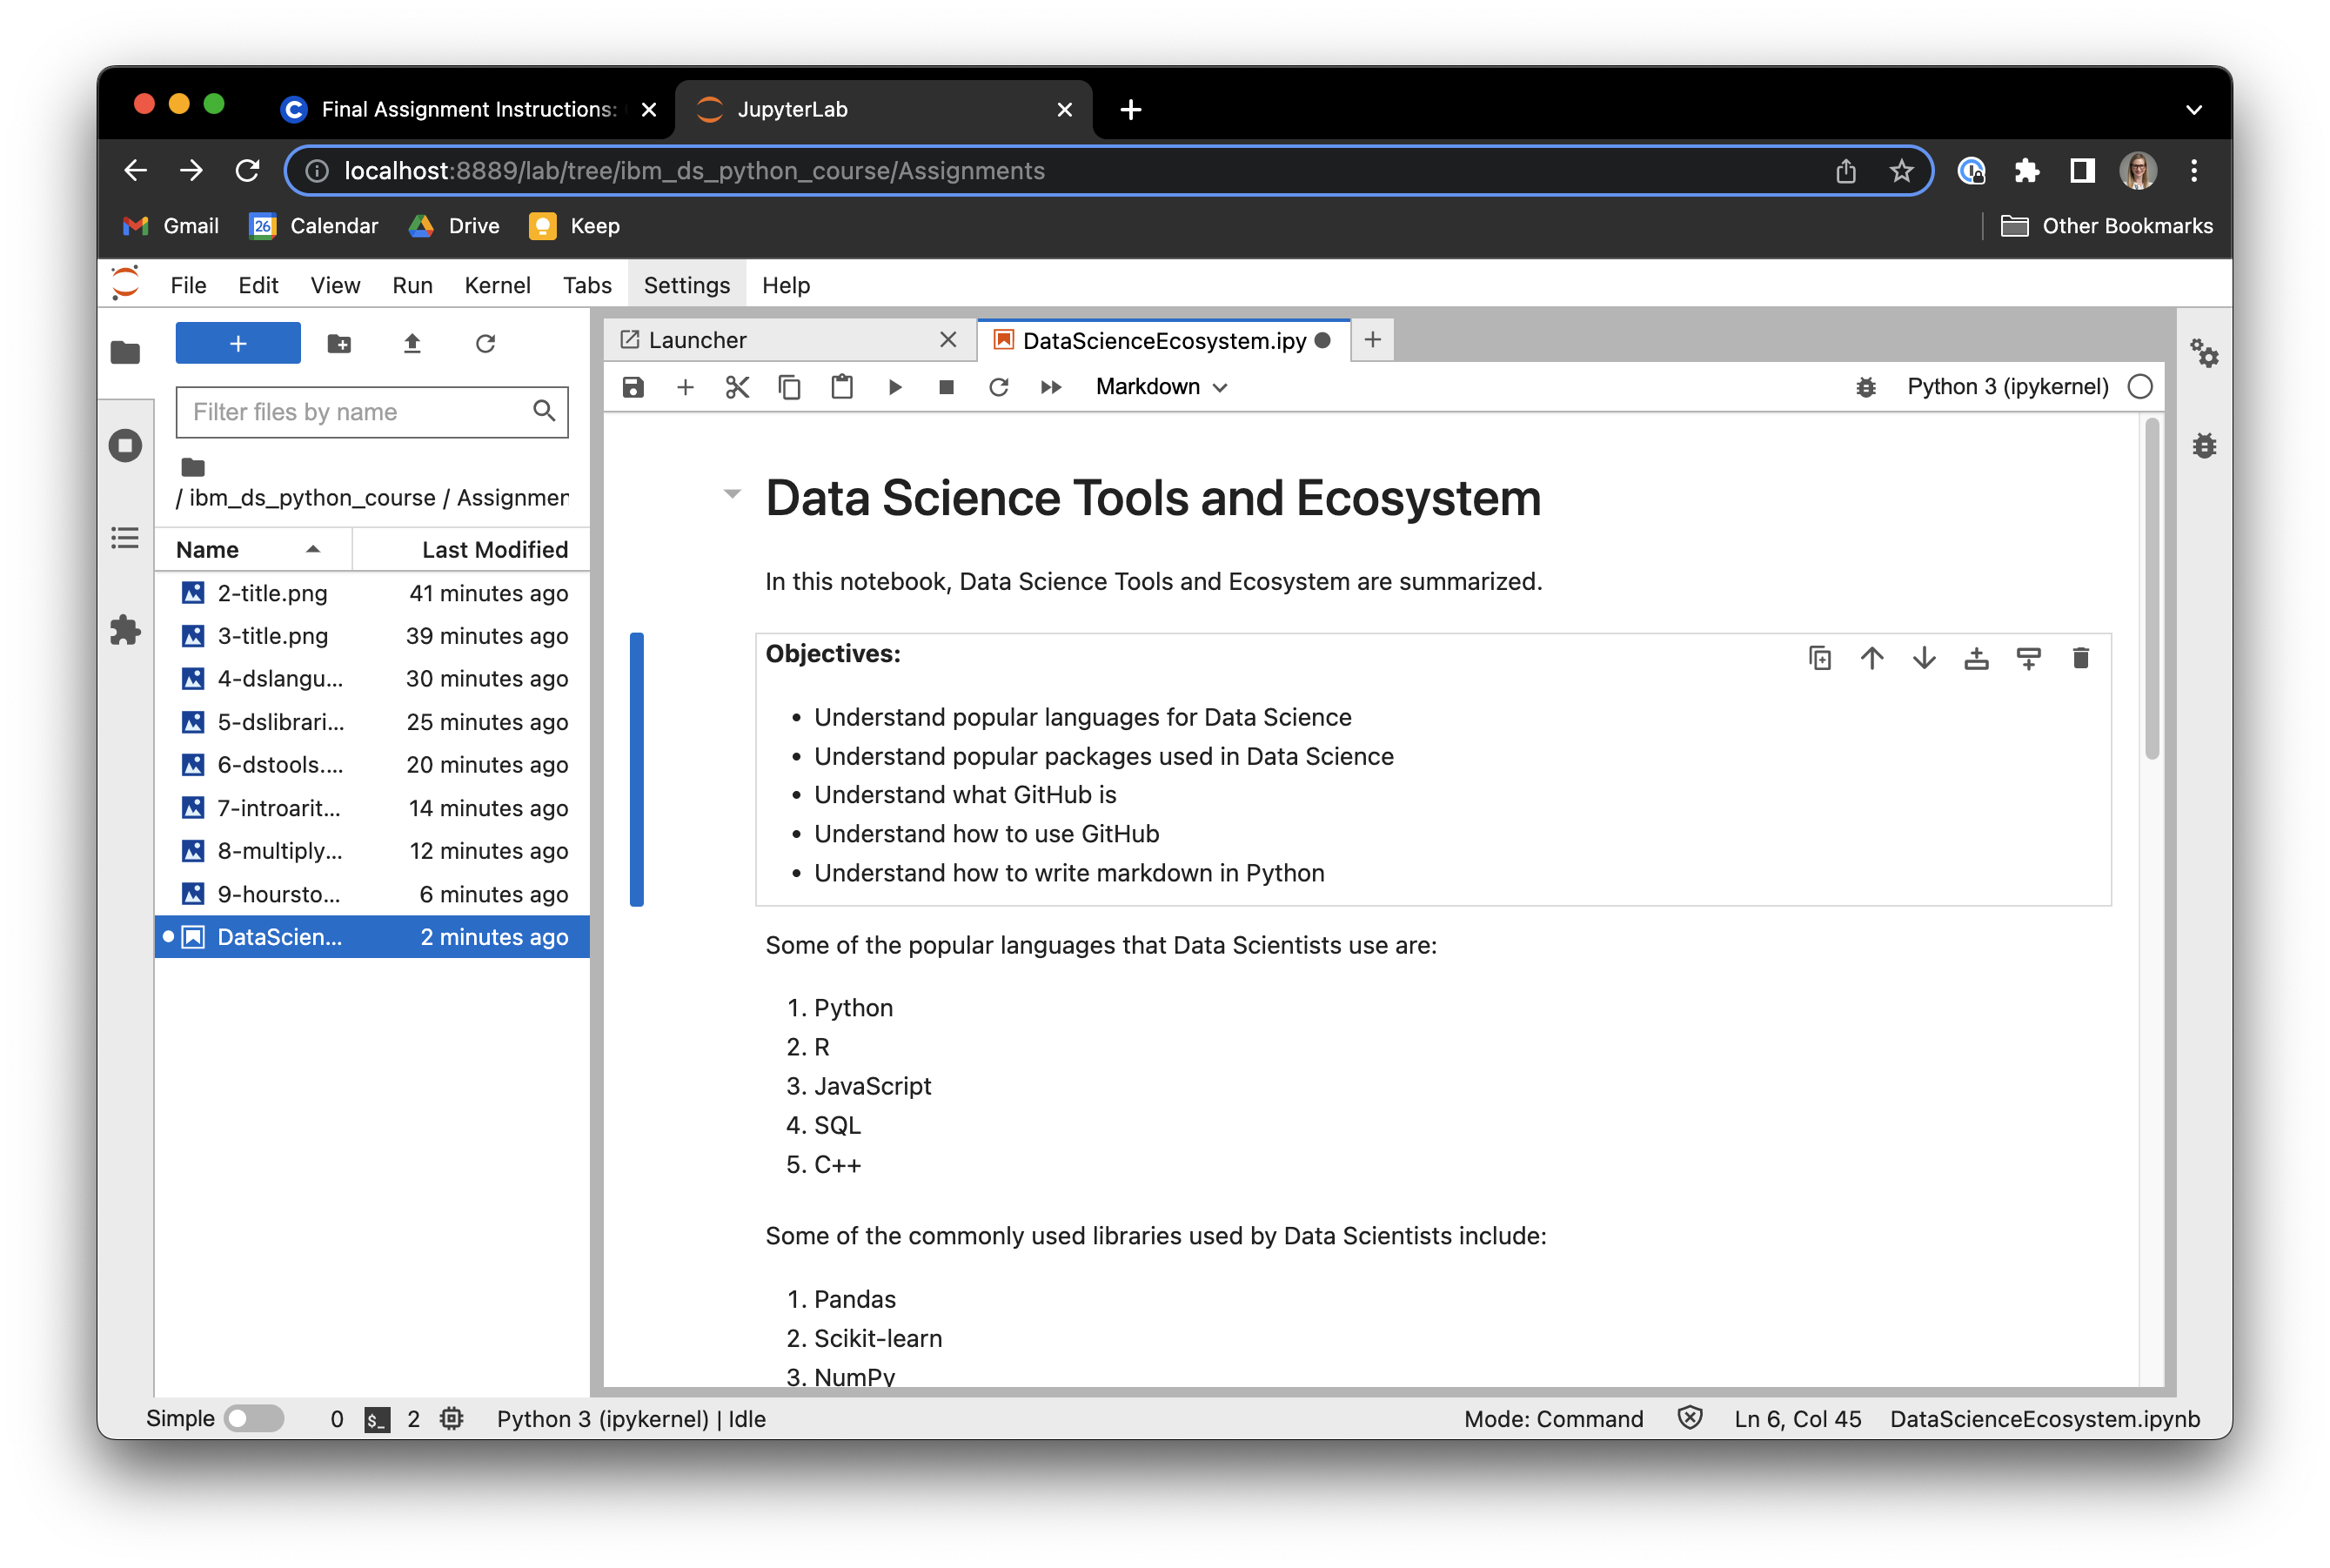 Final Assignment Instructions:
JupyterLab
localhost:8889/lab/tree/ibm_ds_python_course/Assignments
Gmail
26
Calendar
Drive
Keep
Other Bookmarks
File
Edit
View
Run
Kernel
Tabs
Settings
Help
Filter files by name
/ ibm_ds_python_course / Assignmen
Name
Last Modified
2-title.png 41 minutes ago
3-title.png 39 minutes ago
4-dslangu... 30 minutes ago
5-dslibrari... 25 minutes ago
6-dstools.... 20 minutes ago
7-introarit... 14 minutes ago
8-multiply... 12 minutes ago
9-hoursto... 6 minutes ago
DataScien... 2 minutes ago
Launcher
DataScienceEcosystem.ipy
Markdown
Python 3 (ipykernel)
Data Science Tools and Ecosystem
In this notebook, Data Science Tools and Ecosystem are summarized.
Objectives:
• Understand popular languages for Data Science
• Understand popular packages used in Data Science
• Understand what GitHub is
• Understand how to use GitHub
• Understand how to write markdown in Python
Some of the popular languages that Data Scientists use are:
1. Python
2. R
3. JavaScript
4. SQL
5. C++
Some of the commonly used libraries used by Data Scientists include:
1. Pandas
2. Scikit-learn
3. NumPy
Simple
0
$_
2
Python 3 (ipykernel) | Idle
Mode: Command
Ln 6, Col 45
DataScienceEcosystem.ipynb